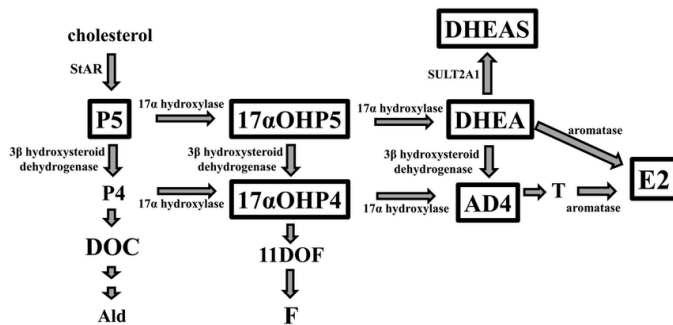 DHEAS
cholesterol
StAR
SULT2A1
17α hydroxylase
17α hydroxylase
P5
17αOHP5
DHEA
aromatase
3β hydroxysteroid
dehydrogenase
3β hydroxysteroid
dehydrogenase
3β hydroxysteroid
dehydrogenase
E2
P4
17α hydroxylase
17αOHP4
17α hydroxylase
AD4
T
aromatase
DOC
11DOF
Ald
F